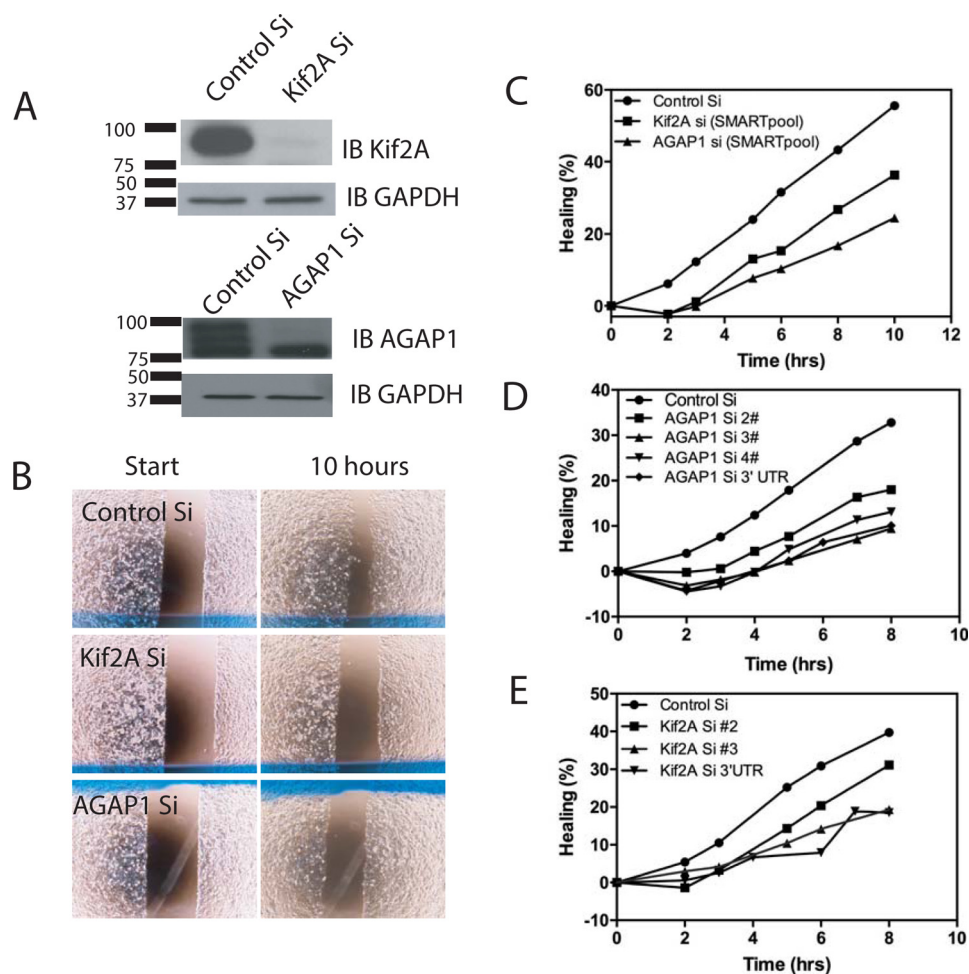 A
Control Si
Kif2A Si
100
75
50
37
IB Kif2A
IB GAPDH
Control Si
AGAP1 Si
100
75
50
37
IB AGAP1
IB GAPDH
B
Start
10 hours
Control Si
Kif2A Si
AGAP1 Si
C
Healing (%)
60
40
20
0
Control Si
Kif2A si (SMARTpool)
AGAP1 si (SMARTpool)
0 2 4 6 8 10 12
Time (hrs)
D
Healing (%)
40
30
20
10
0
-10
Control Si
AGAP1 Si 2#
AGAP1 Si 3#
AGAP1 Si 4#
AGAP1 Si 3' UTR
0 2 4 6 8 10
Time (hrs)
E
Healing (%)
50
40
30
20
10
0
-10
Control Si
Kif2A Si #2
Kif2A Si #3
Kif2A Si 3'UTR
0 2 4 6 8 10
Time (hrs)